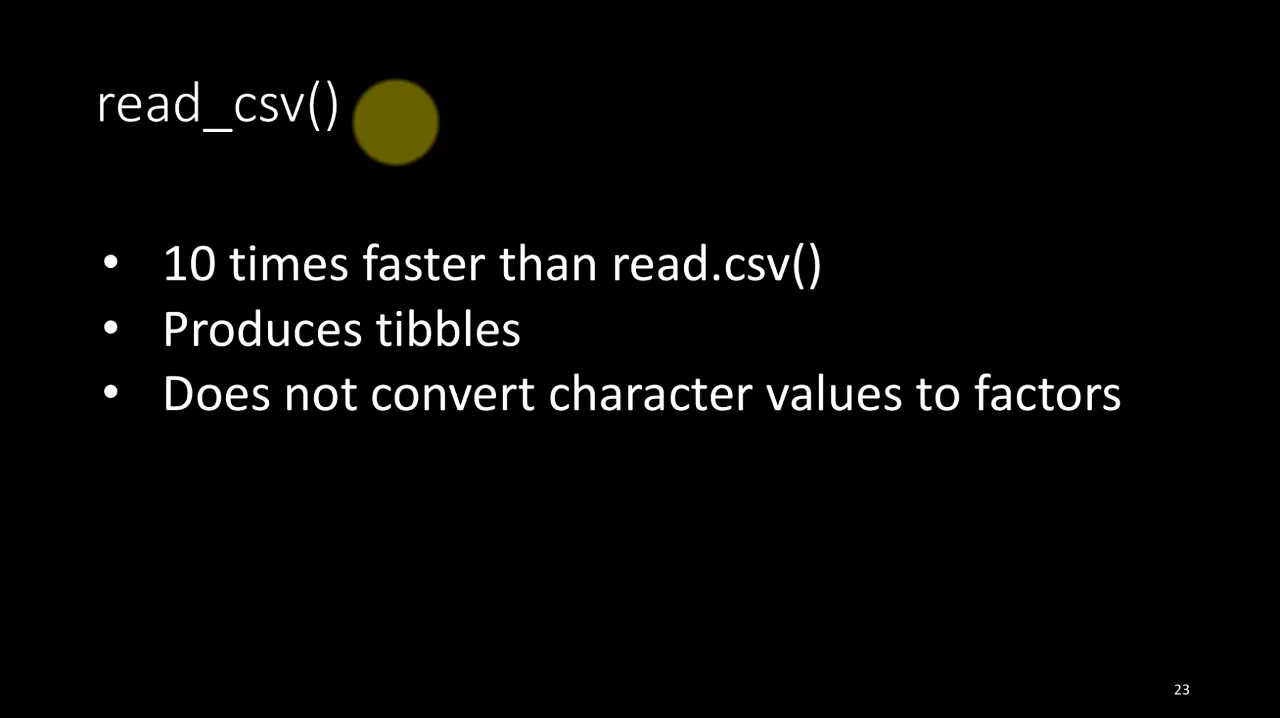 read_csv()
• 10 times faster than read.csv()
• Produces tibbles
• Does not convert character values to factors
23